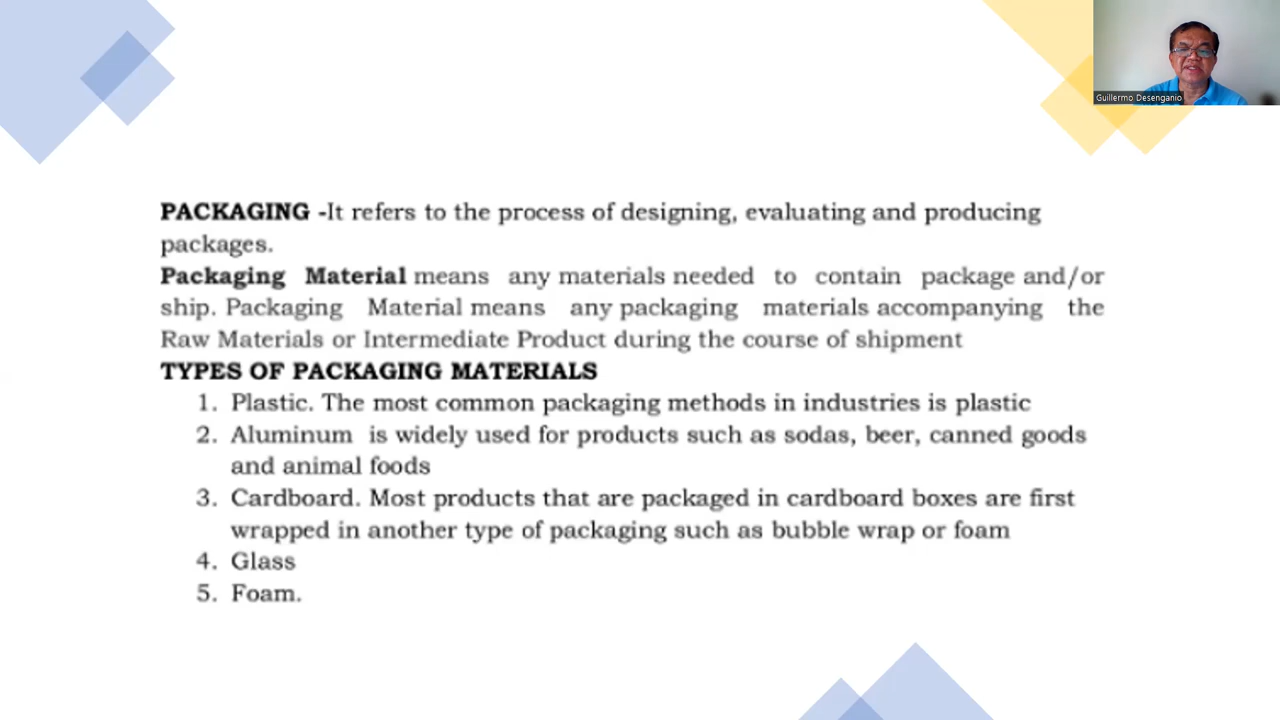 Guillermo Desenganio
PACKAGING -It refers to the process of designing, evaluating and producing
packages.
Packaging Material means any materials needed to contain package and/or
ship. Packaging Material means any packaging materials accompanying the
Raw Materials or Intermediate Product during the course of shipment
TYPES OF PACKAGING MATERIALS
1. Plastic. The most common packaging methods in industries is plastic
2. Aluminum is widely used for products such as sodas, beer, canned goods
and animal foods
3. Cardboard. Most products that are packaged in cardboard boxes are first
wrapped in another type of packaging such as bubble wrap or foam
4. Glass
5. Foam.